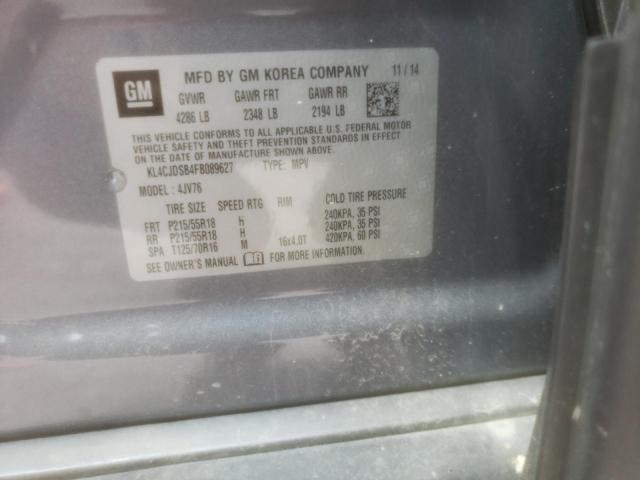 GM
MFD BY GM KOREA COMPANY 11/14
GVWR GAWR FRT GAWR RR
4286 LB 2348 LB 2194 LB
THIS VEHICLE CONFORMS TO ALL APPLICABLE U.S. FEDERAL MOTOR
VEHICLE SAFETY, BUMPER, AND THEFT PREVENTION STANDARDS IN EFFECT
ON THE DATE OF MANUFACTURE SHOWN ABOVE.
KL4CJDSB4FB089627 TYPE: MPV
MODEL: 4JV76
TIRE SIZE SPEED RTG RIM COLD TIRE PRESSURE
FRT P215/55R18 H 240KPA, 35 PSI
RR P215/55R18 H 240KPA, 35 PSI
SPA T125/70R16 M 16x4.0T 420KPA, 60 PSI
SEE OWNER'S MANUAL FOR MORE INFORMATION